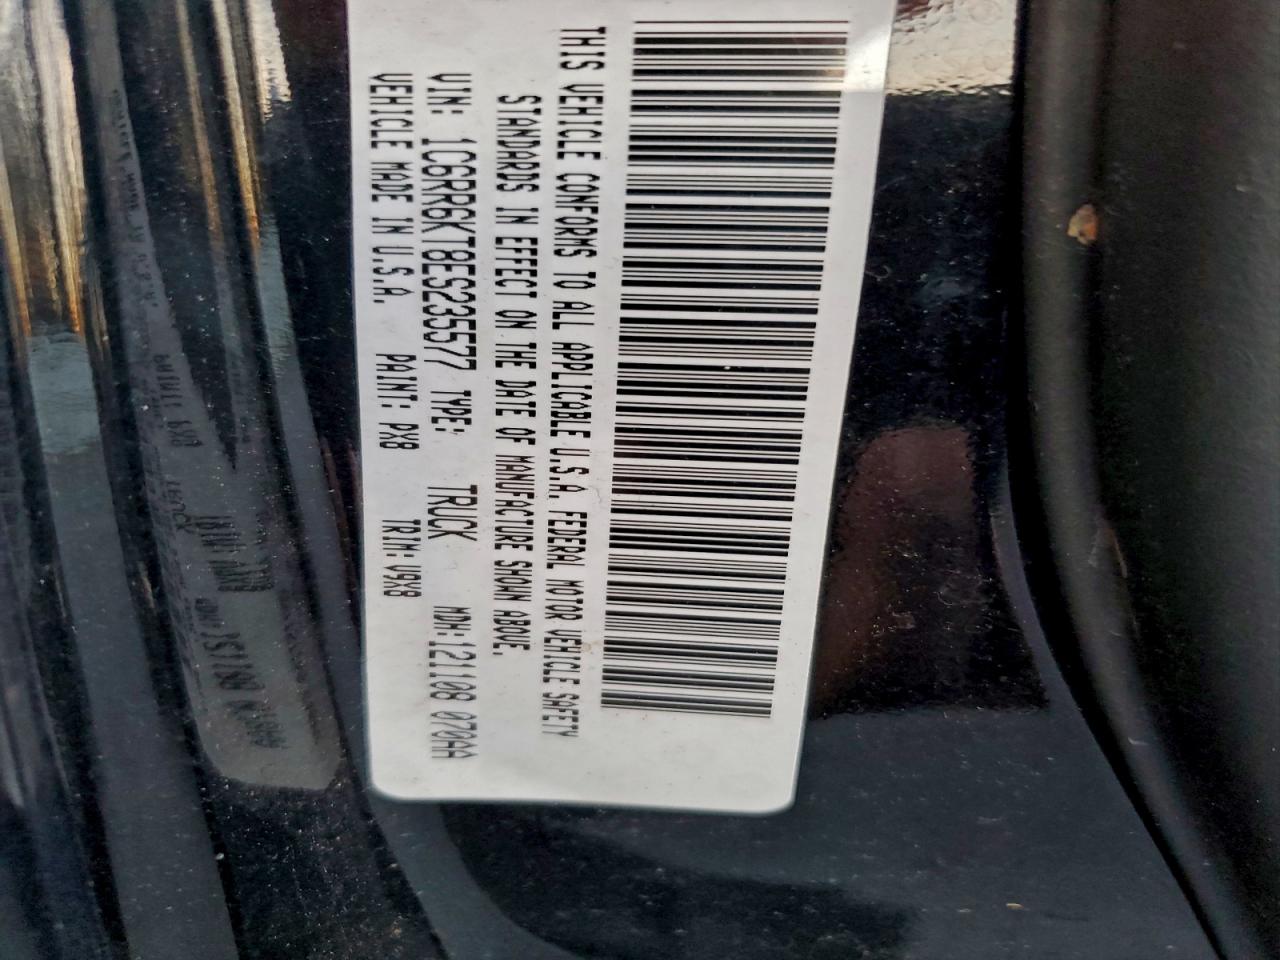 THIS VEHICLE CONFORMS TO ALL APPLICABLE U.S.A. FEDERAL MOTOR VEHICLE SAFETY
STANDARDS IN EFFECT ON THE DATE OF MANUFACTURE SHOWN ABOVE.
VIN: 1C6RR6KT8ES235577 TYPE: TRUCK MDH: 121108 070AA
VEHICLE MADE IN U.S.A. PAINT: PX8 TRIM: V9X8